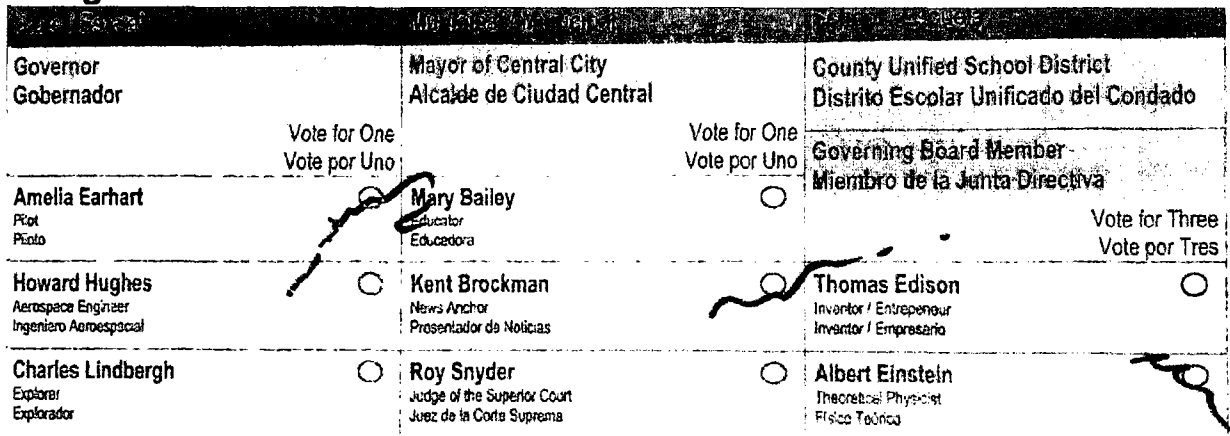 Governor
Gobernador
Vote for One
Vote por Uno
Amelia Earhart
Pilot
Piloto
Howard Hughes
Aerospace Engineer
Ingeniero Aeroespacial
Charles Lindbergh
Explorer
Explorador
Mayor of Central City
Alcalde de Ciudad Central
Vote for One
Vote por Uno
Mary Bailey
Educator
Educadora
Kent Brockman
News Anchor
Presentador de Noticias
Roy Snyder
Judge of the Superior Court
Juez de la Corte Suprema
County Unified School District
Distrito Escolar Unificado del Condado
Governing Board Member
Miembro de la Junta Directiva
Vote for Three
Vote por Tres
Thomas Edison
Inventor / Entrepeneur
Inventor / Empresario
Albert Einstein
Theoretical Physicist
Físico Teórico